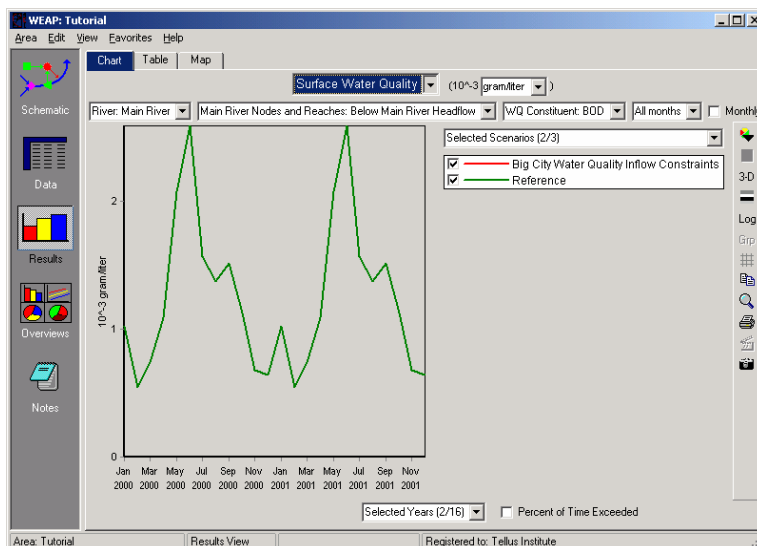 WEAP: Tutorial
Area Edit View Favorites Help
Chart Table Map
Surface Water Quality (10^-3 gram/liter )
River: Main River Main River Nodes and Reaches: Below Main River Headflow WQ Constituent: BOD All months Monthly
Schematic
Data
Results
Overviews
Notes
Selected Scenarios (2/3)
Big City Water Quality Inflow Constraints
Reference
3-D
Log
Grp
10^-3 gram/liter
2
1
0
Jan Mar May Jul Sep Nov Jan Mar May Jul Sep Nov
2000 2000 2000 2000 2000 2000 2001 2001 2001 2001 2001 2001
Selected Years (2/16) Percent of Time Exceeded
Area: Tutorial Results View Registered to: Tellus Institute